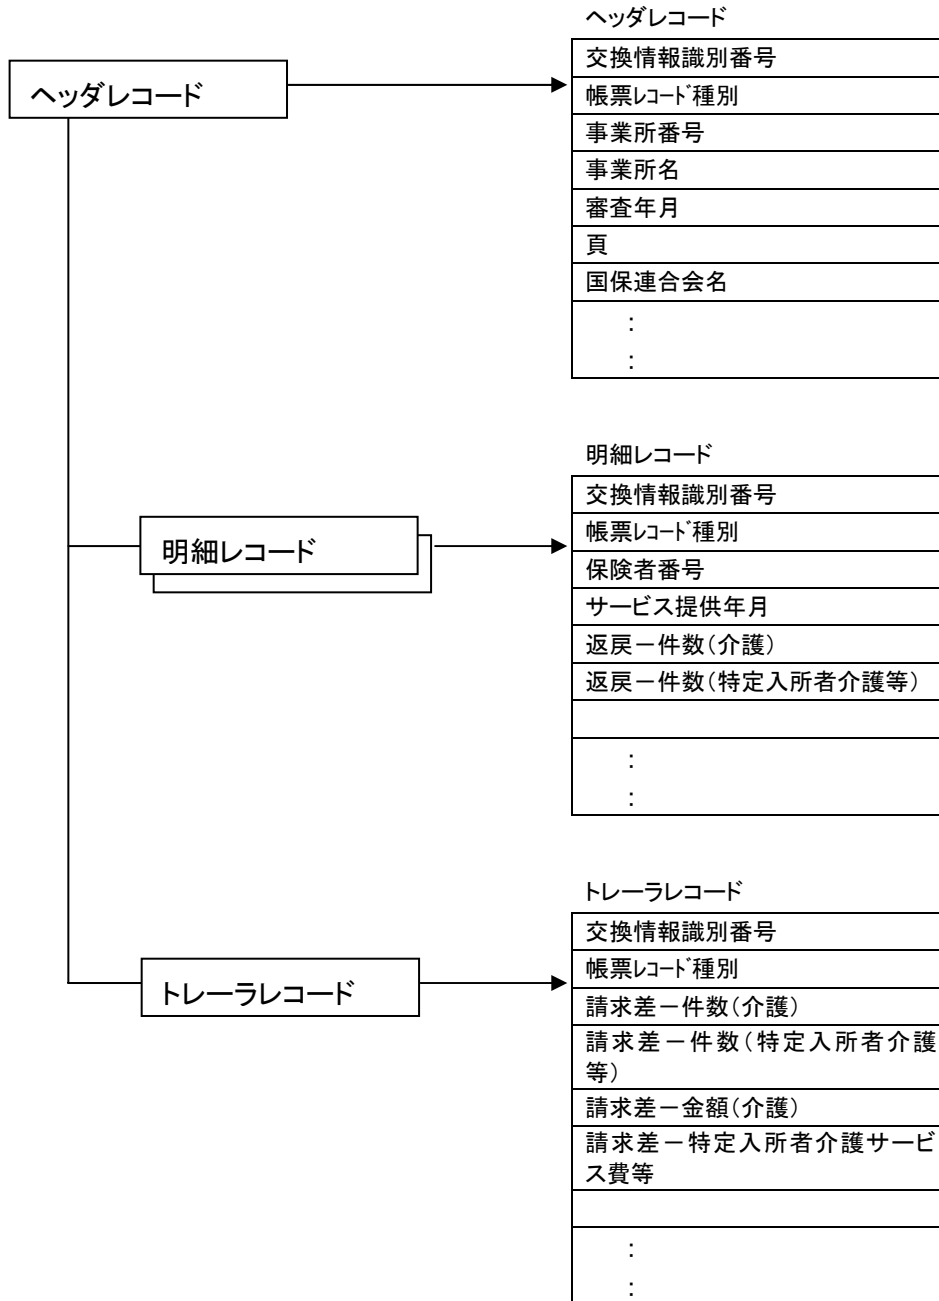 ヘッダレコード
ヘッダレコード
交換情報識別番号
帳票ﾚｺｰﾄﾞ種別
事業所番号
事業所名
審査年月
頁
国保連合会名
：
：
明細レコード
明細レコード
交換情報識別番号
帳票ﾚｺｰﾄﾞ種別
保険者番号
サービス提供年月
返戻－件数（介護）
返戻－件数（特定入所者介護等）
：
：
トレーラレコード
トレーラレコード
交換情報識別番号
帳票ﾚｺｰﾄﾞ種別
請求差－件数（介護）
請求差－件数（特定入所者介護
等）
請求差－金額（介護）
請求差－特定入所者介護サービ
ス費等
：
：